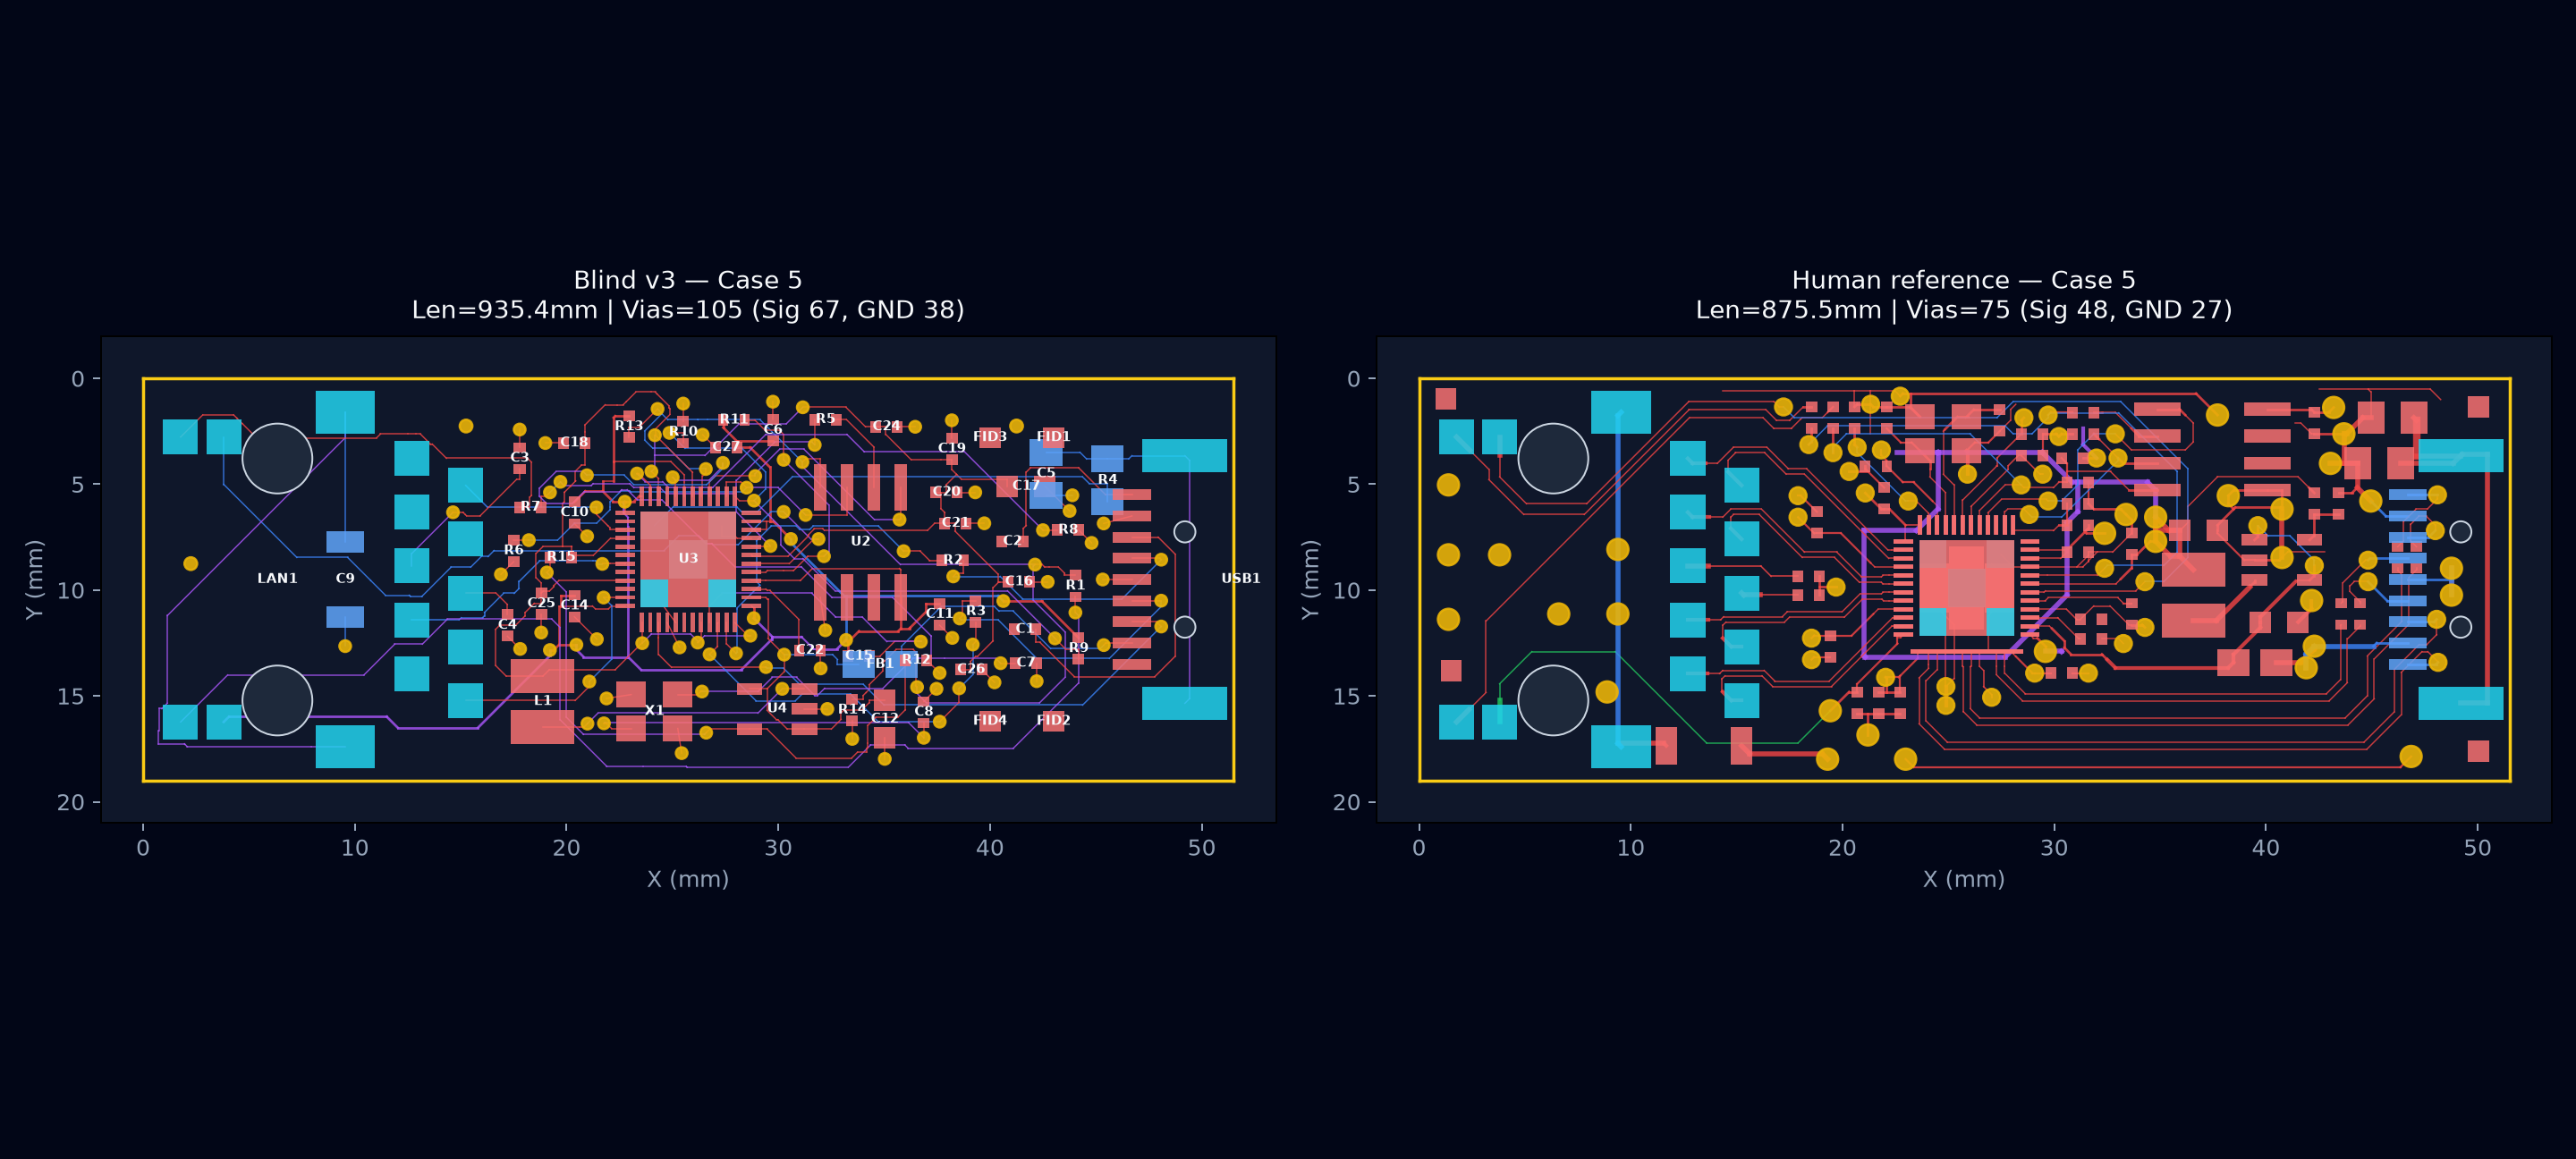 Blind v3 — Case 5
Len=935.4mm | Vias=105 (Sig 67, GND 38)
Human reference — Case 5
Len=875.5mm | Vias=75 (Sig 48, GND 27)
0
5
10
15
20
Y (mm)
0 10 20 30 40 50
X (mm)
R13 R11 C6 R5 C24
C18 R10 C27 C19 FID3 FID1
C3
R7 C10 C20 C17 C5 R4
C21 R8
R6 R15 U3 U2 R2 C2
LAN1 C9 C16 R1 USB1
C25 C14 C11 R3
C4 C1
C22 C15 FB1 R12 C26 C7 R9
L1 X1 U4 R14 C12 C8 FID4 FID2
0
5
10
15
20
Y (mm)
0 10 20 30 40 50
X (mm)